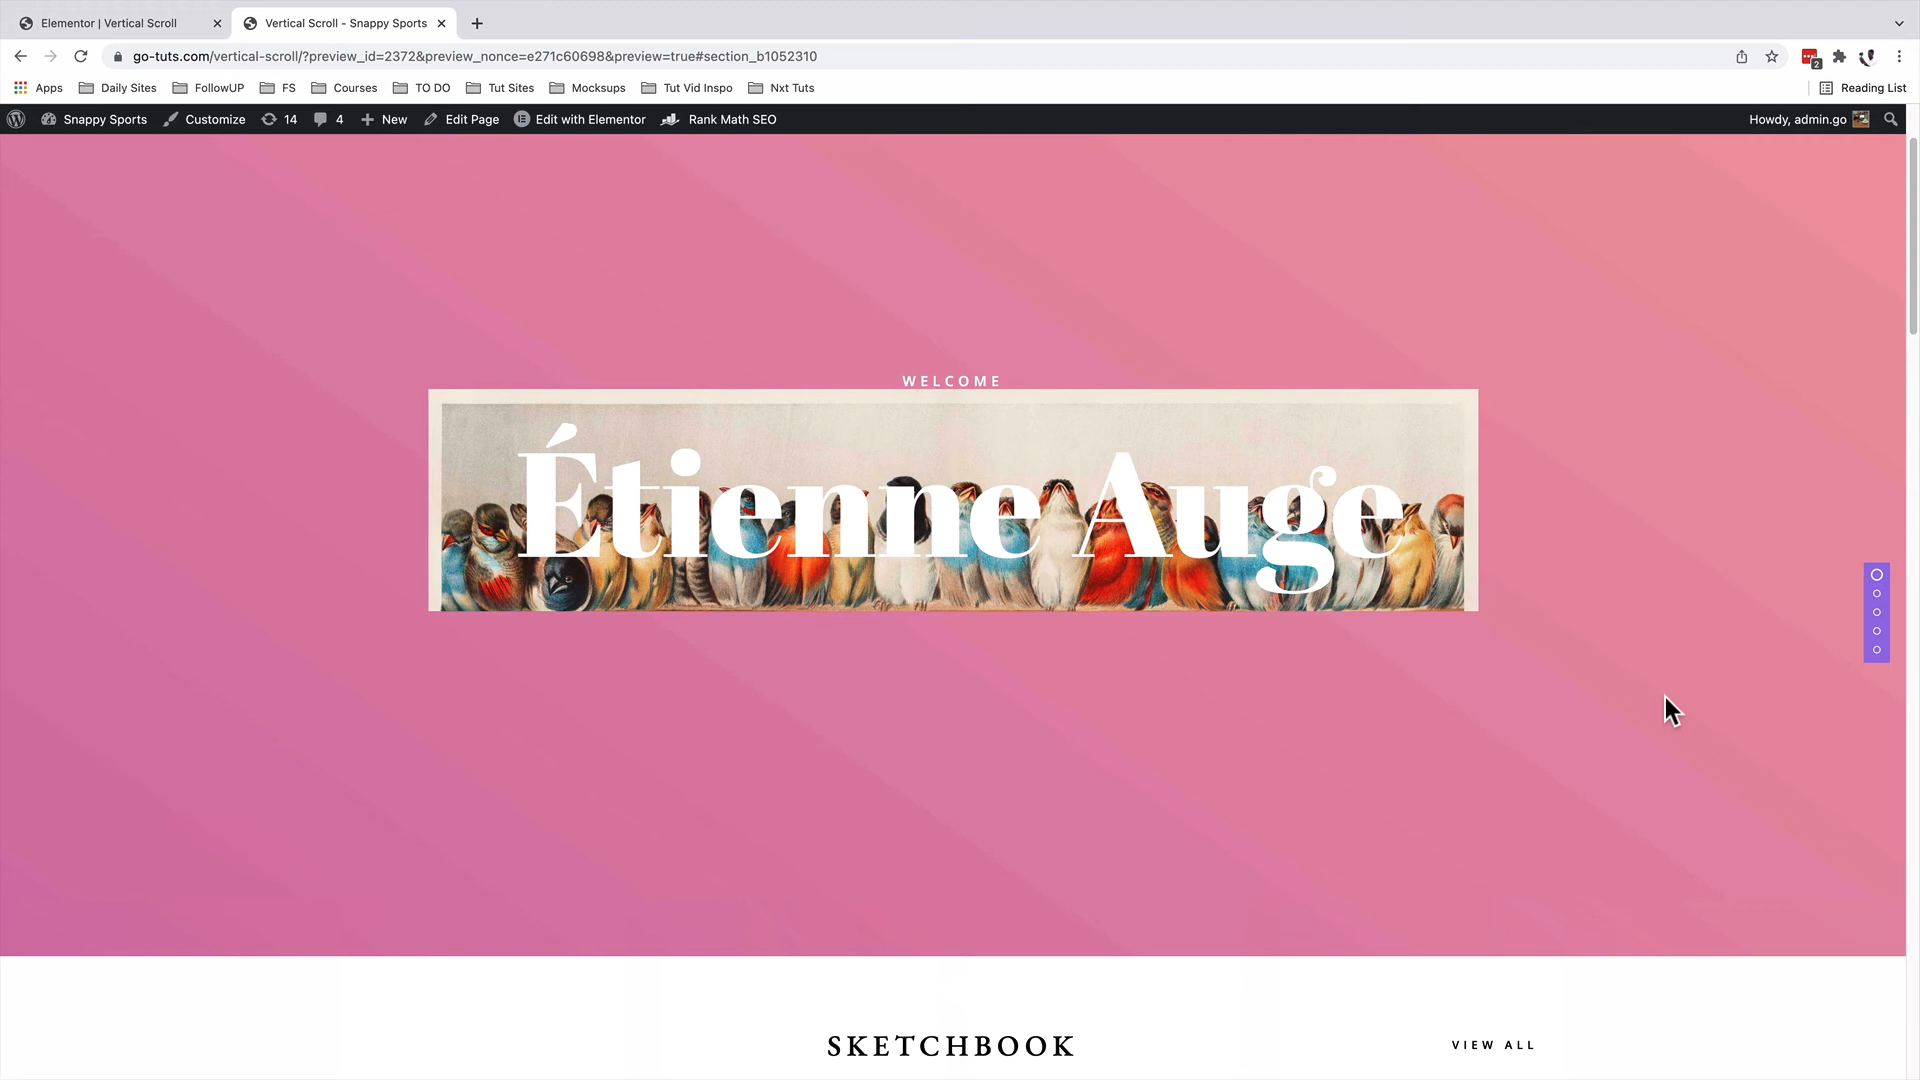 Elementor | Vertical Scroll
Vertical Scroll - Snappy Sports
go-tuts.com/vertical-scroll/?preview_id=2372&preview_nonce=e271c60698&preview=true#section_b1052310
2
Apps
Daily Sites
FollowUP
FS
Courses
TO DO
Tut Sites
Mocksups
Tut Vid Inspo
Nxt Tuts
Reading List
Snappy Sports
Customize
14
4
New
Edit Page
Edit with Elementor
Rank Math SEO
Howdy, admin.go
WELCOME
Étienne Auge
SKETCHBOOK
VIEW ALL